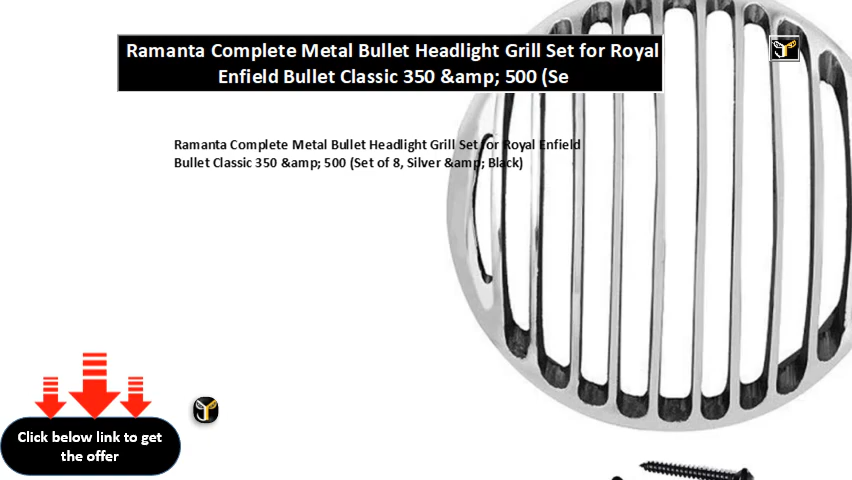 Ramanta Complete Metal Bullet Headlight Grill Set for Royal
Enfield Bullet Classic 350 &amp; 500 (Se
Ramanta Complete Metal Bullet Headlight Grill Set for Royal Enfield
Bullet Classic 350 &amp; 500 (Set of 8, Silver &amp; Black)
Click below link to get
the offer